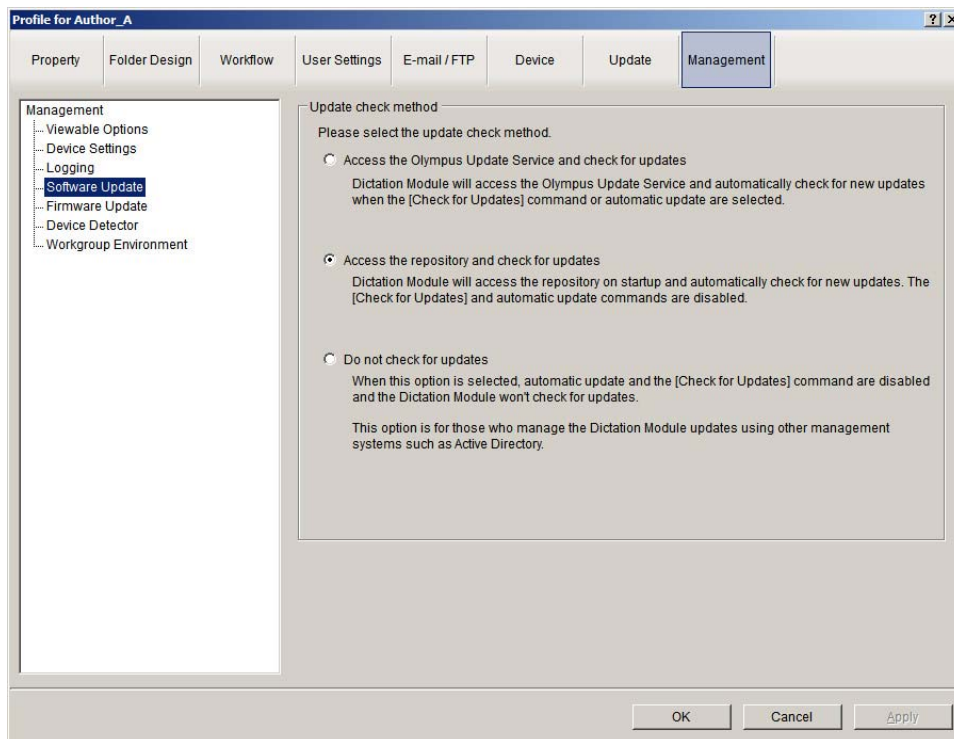 Profile for Author_A
Property
Folder Design
Workflow
User Settings
E-mail / FTP
Device
Update
Management
Management
Viewable Options
Device Settings
Logging
Software Update
Firmware Update
Device Detector
Workgroup Environment
Update check method
Please select the update check method.
Access the Olympus Update Service and check for updates
Dictation Module will access the Olympus Update Service and automatically check for new updates
when the [Check for Updates] command or automatic update are selected.
Access the repository and check for updates
Dictation Module will access the repository on startup and automatically check for new updates. The
[Check for Updates] and automatic update commands are disabled.
Do not check for updates
When this option is selected, automatic update and the [Check for Updates] command are disabled
and the Dictation Module won't check for updates.
This option is for those who manage the Dictation Module updates using other management
systems such as Active Directory.
OK
Cancel
Apply